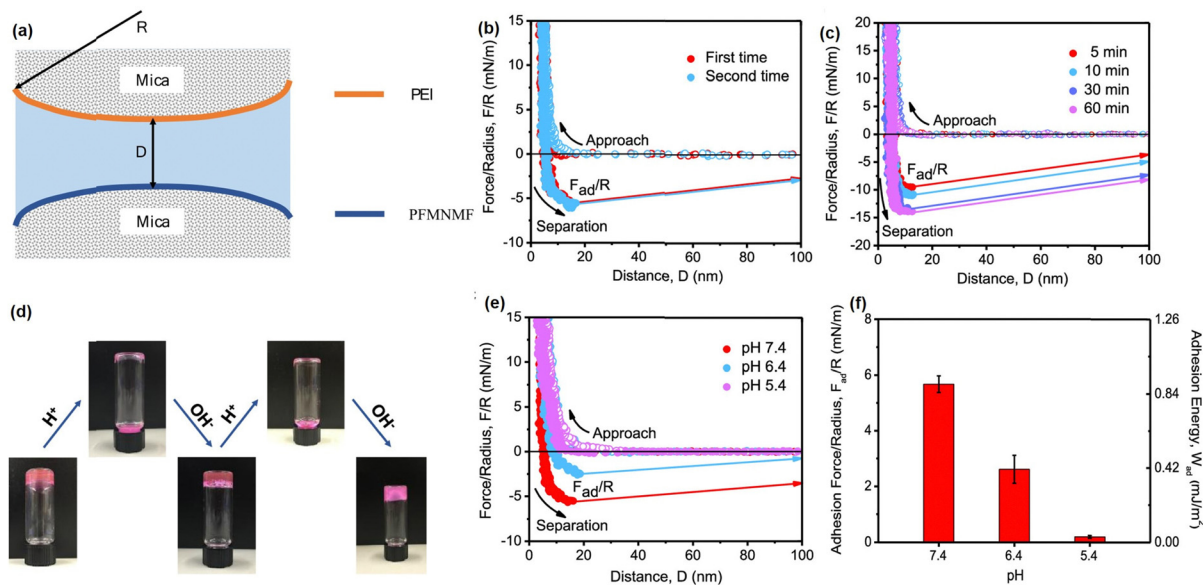 (a)
R
Mica
D
Mica
PEI
PFMNMF
(b)
Force/Radius, F/R (mN/m)
15
10
5
0
-5
-10
0 20 40 60 80 100
Distance, D (nm)
First time
Second time
Approach
Fad/R
Separation
(c)
Force/Radius, F/R (mN/m)
20
15
10
5
0
-5
-10
-15
-20
0 20 40 60 80 100
Distance, D (nm)
5 min
10 min
30 min
60 min
Approach
Fad/R
Separation
(d)
H+
OH-
H+
OH-
(e)
Force/Radius, F/R (mN/m)
15
10
5
0
-5
-10
0 20 40 60 80 100
Distance, D (nm)
pH 7.4
pH 6.4
pH 5.4
Approach
Fad/R
Separation
(f)
Adhesion Force/Radius, Fad/R (mN/m)
8
6
4
2
0
7.4 6.4 5.4
pH
1.26
0.84
0.42
0.00
Adhesion Energy, Wad (mJ/m²)